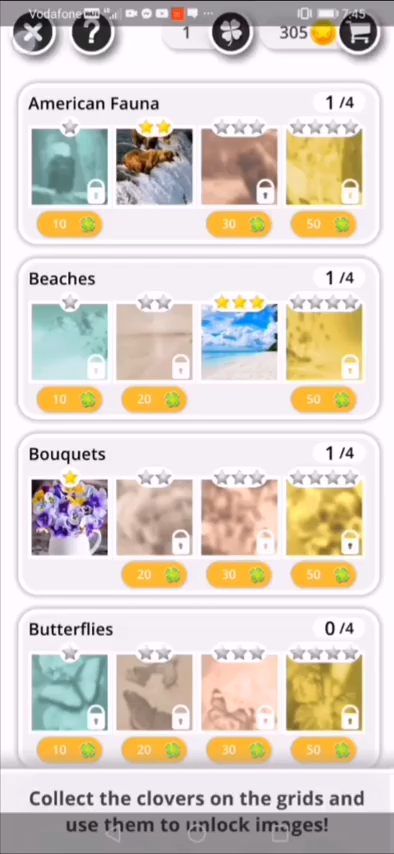 Vodafone 7:45
? 1 305
American Fauna 1/4
10 30 50
Beaches 1/4
10 20 50
Bouquets 1/4
20 30 50
Butterflies 0/4
10 20 30 50
Collect the clovers on the grids and
use them to unlock images!